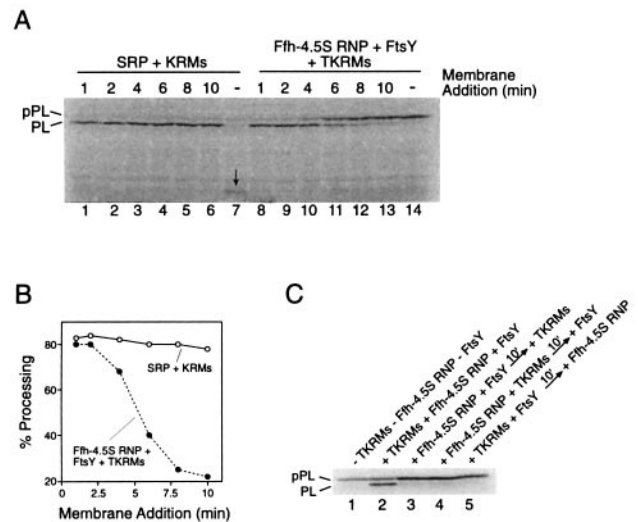 A
SRP + KRMs
Ffh-4.5S RNP + FtsY
+ TKRMs
1 2 4 6 8 10 - 1 2 4 6 8 10 -
Membrane
Addition (min)
pPL
PL
1 2 3 4 5 6 7 8 9 10 11 12 13 14
B
% Processing
80
60
40
20
SRP + KRMs
Ffh-4.5S RNP +
FtsY + TKRMs
0 2.5 5 7.5 10
Membrane Addition (min)
C
- TKRMs - Ffh-4.5S RNP - FtsY
+ TKRMs + Ffh-4.5S RNP + FtsY
+ Ffh-4.5S RNP + FtsY 10' → + TKRMs
+ Ffh-4.5S RNP + TKRMs 10' → + FtsY
+ TKRMs + FtsY 10' → + Ffh-4.5S RNP
pPL
PL
1 2 3 4 5